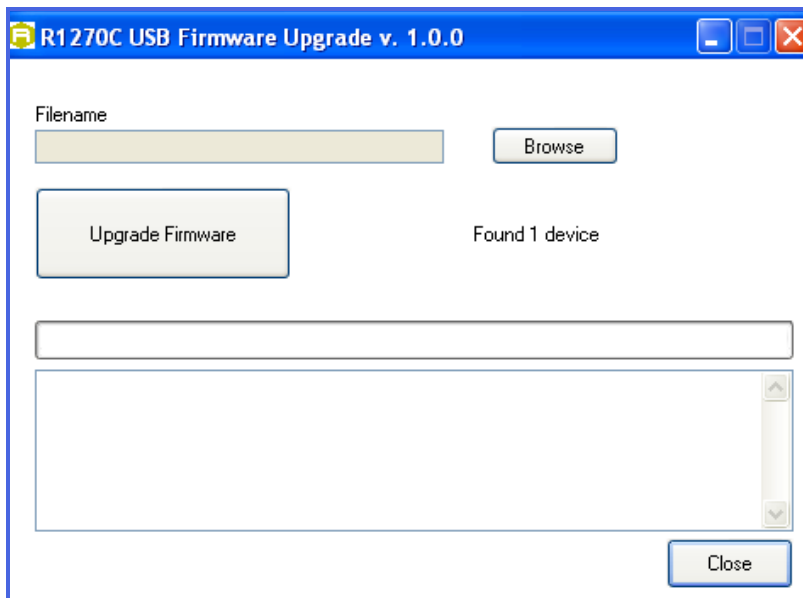 R1270C USB Firmware Upgrade v. 1.0.0
Filename
Browse
Upgrade Firmware
Found 1 device
Close